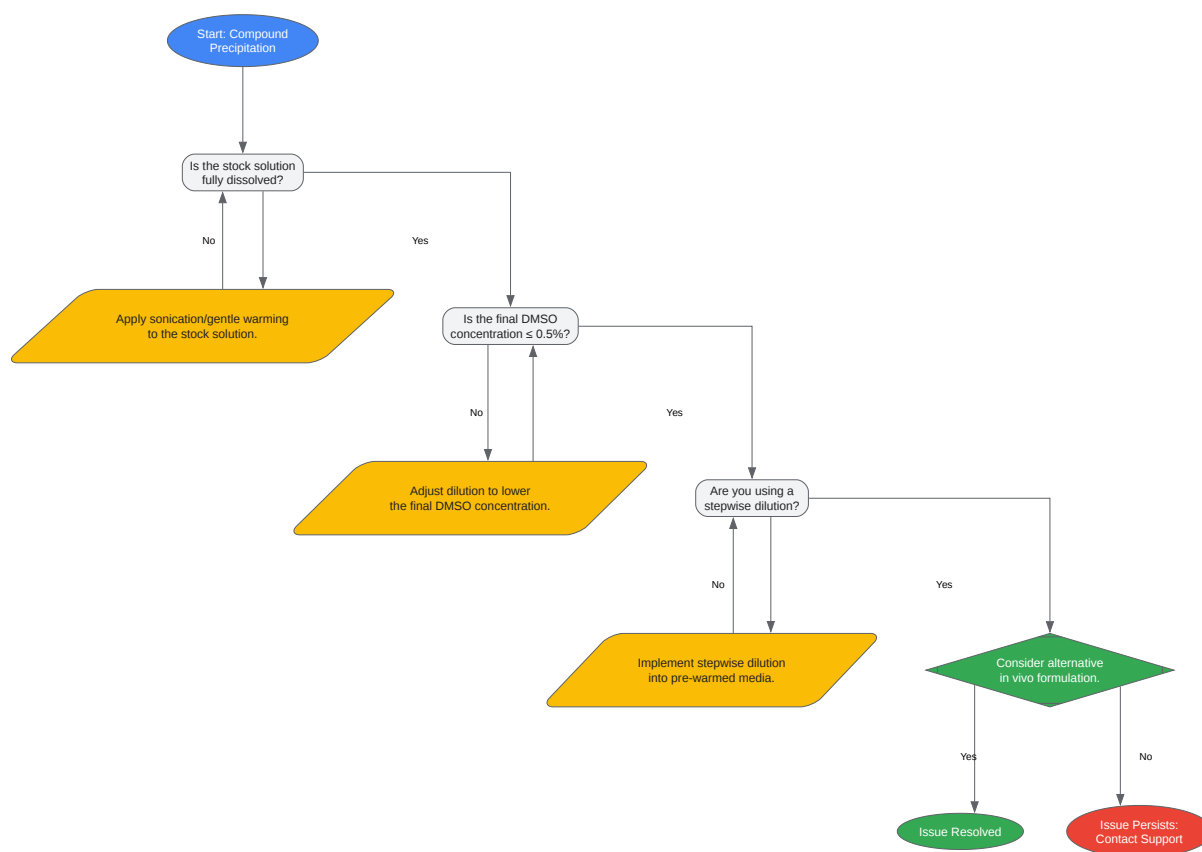 Start: Compound
Precipitation
Is the stock solution
fully dissolved?
No
Yes
Apply sonication/gentle warming
to the stock solution.
Is the final DMSO
concentration ≤ 0.5%?
No
Yes
Adjust dilution to lower
the final DMSO concentration.
Are you using a
stepwise dilution?
No
Yes
Implement stepwise dilution
into pre-warmed media.
Consider alternative
in vivo formulation.
Yes
No
Issue Resolved
Issue Persists:
Contact Support